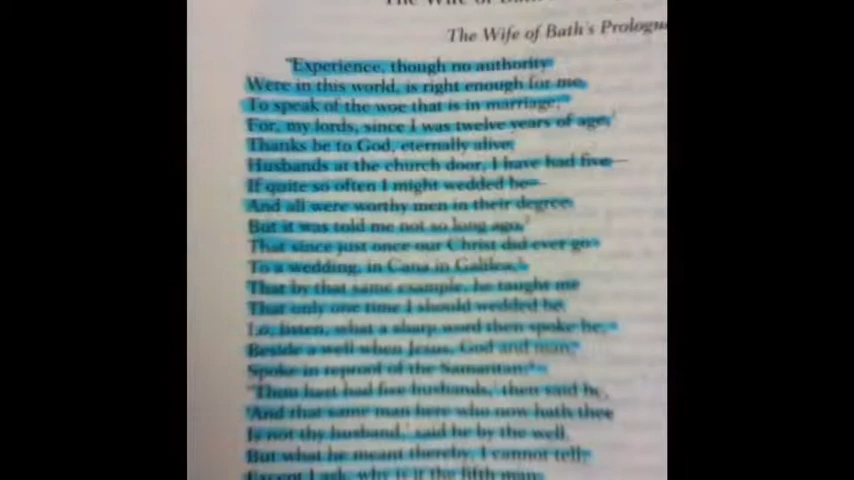 The Wife of Bath's Prologue
"Experience, though no authority
Were in this world, is right enough for me
To speak of the woe that is in marriage;
For, my lords, since I was twelve years of age,
Thanks be to God, eternally alive,
Husbands at the church door, I have had five—
If quite so often I might wedded be—
And all were worthy men in their degree.
But it was told me not so long ago,
That since just once our Christ did ever go
To a wedding, in Cana in Galilee,
That by that same example, he taught me
That only one time I should wedded be.
Lo, listen, what a sharp word then spoke he,
Beside a well when Jesus, God and man,
Spoke in reproof of the Samaritan:
'Thou hast had five husbands,' then said he,
'And that same man here who now hath thee
Is not thy husband,' said he by the well.
But what he meant thereby, I cannot tell;
Except I ask, why is it the fifth man